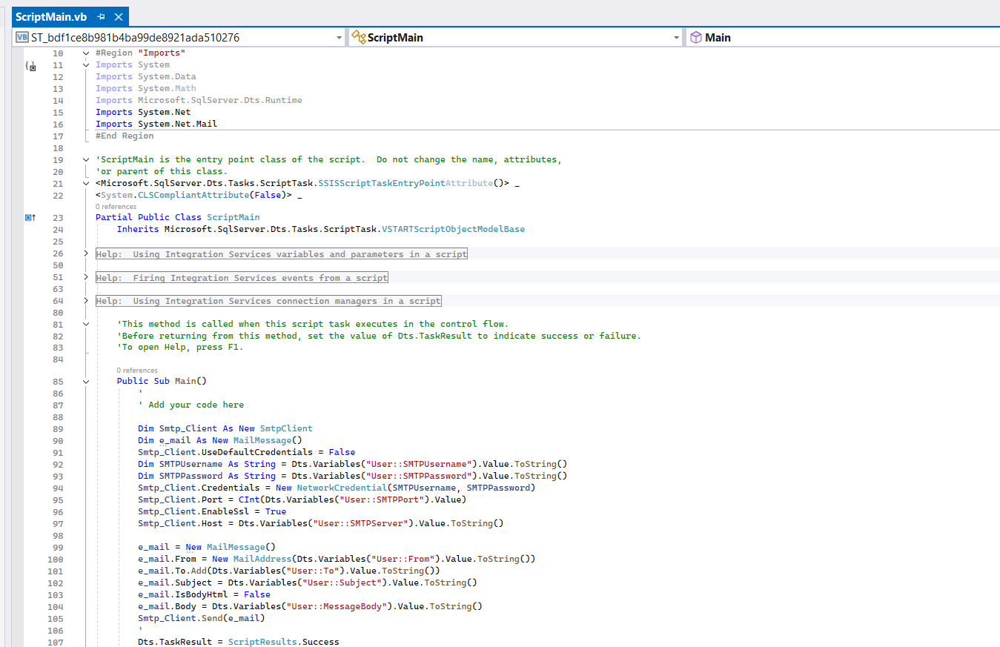 ScriptMain.vb
VB ST_bdf1ce8b981b4ba99de8921ada510276 ScriptMain Main
10 #Region "Imports"
11 Imports System
12 Imports System.Data
13 Imports System.Math
14 Imports Microsoft.SqlServer.Dts.Runtime
15 Imports System.Net
16 Imports System.Net.Mail
17 #End Region
18
19 'ScriptMain is the entry point class of the script.  Do not change the name, attributes,
20 'or parent of this class.
21 <Microsoft.SqlServer.Dts.Tasks.ScriptTask.SSISScriptTaskEntryPointAttribute()> _
22 <System.CLSCompliantAttribute(False)> _
0 references
23 Partial Public Class ScriptMain
24     Inherits Microsoft.SqlServer.Dts.Tasks.ScriptTask.VSTARTScriptObjectModelBase
25
26 Help:  Using Integration Services variables and parameters in a script
50
51 Help:  Firing Integration Services events from a script
63
64 Help:  Using Integration Services connection managers in a script
80
81     'This method is called when this script task executes in the control flow.
82     'Before returning from this method, set the value of Dts.TaskResult to indicate success or failure.
83     'To open Help, press F1.
84
0 references
85     Public Sub Main()
86         '
87         ' Add your code here
88
89         Dim Smtp_Client As New SmtpClient
90         Dim e_mail As New MailMessage()
91         Smtp_Client.UseDefaultCredentials = False
92         Dim SMTPUsername As String = Dts.Variables("User::SMTPUsername").Value.ToString()
93         Dim SMTPPassword As String = Dts.Variables("User::SMTPPassword").Value.ToString()
94         Smtp_Client.Credentials = New NetworkCredential(SMTPUsername, SMTPPassword)
95         Smtp_Client.Port = CInt(Dts.Variables("User::SMTPPort").Value)
96         Smtp_Client.EnableSsl = True
97         Smtp_Client.Host = Dts.Variables("User::SMTPServer").Value.ToString()
98
99         e_mail = New MailMessage()
100         e_mail.From = New MailAddress(Dts.Variables("User::From").Value.ToString())
101         e_mail.To.Add(Dts.Variables("User::To").Value.ToString())
102         e_mail.Subject = Dts.Variables("User::Subject").Value.ToString()
103         e_mail.IsBodyHtml = False
104         e_mail.Body = Dts.Variables("User::MessageBody").Value.ToString()
105         Smtp_Client.Send(e_mail)
106         '
107         Dts.TaskResult = ScriptResults.Success